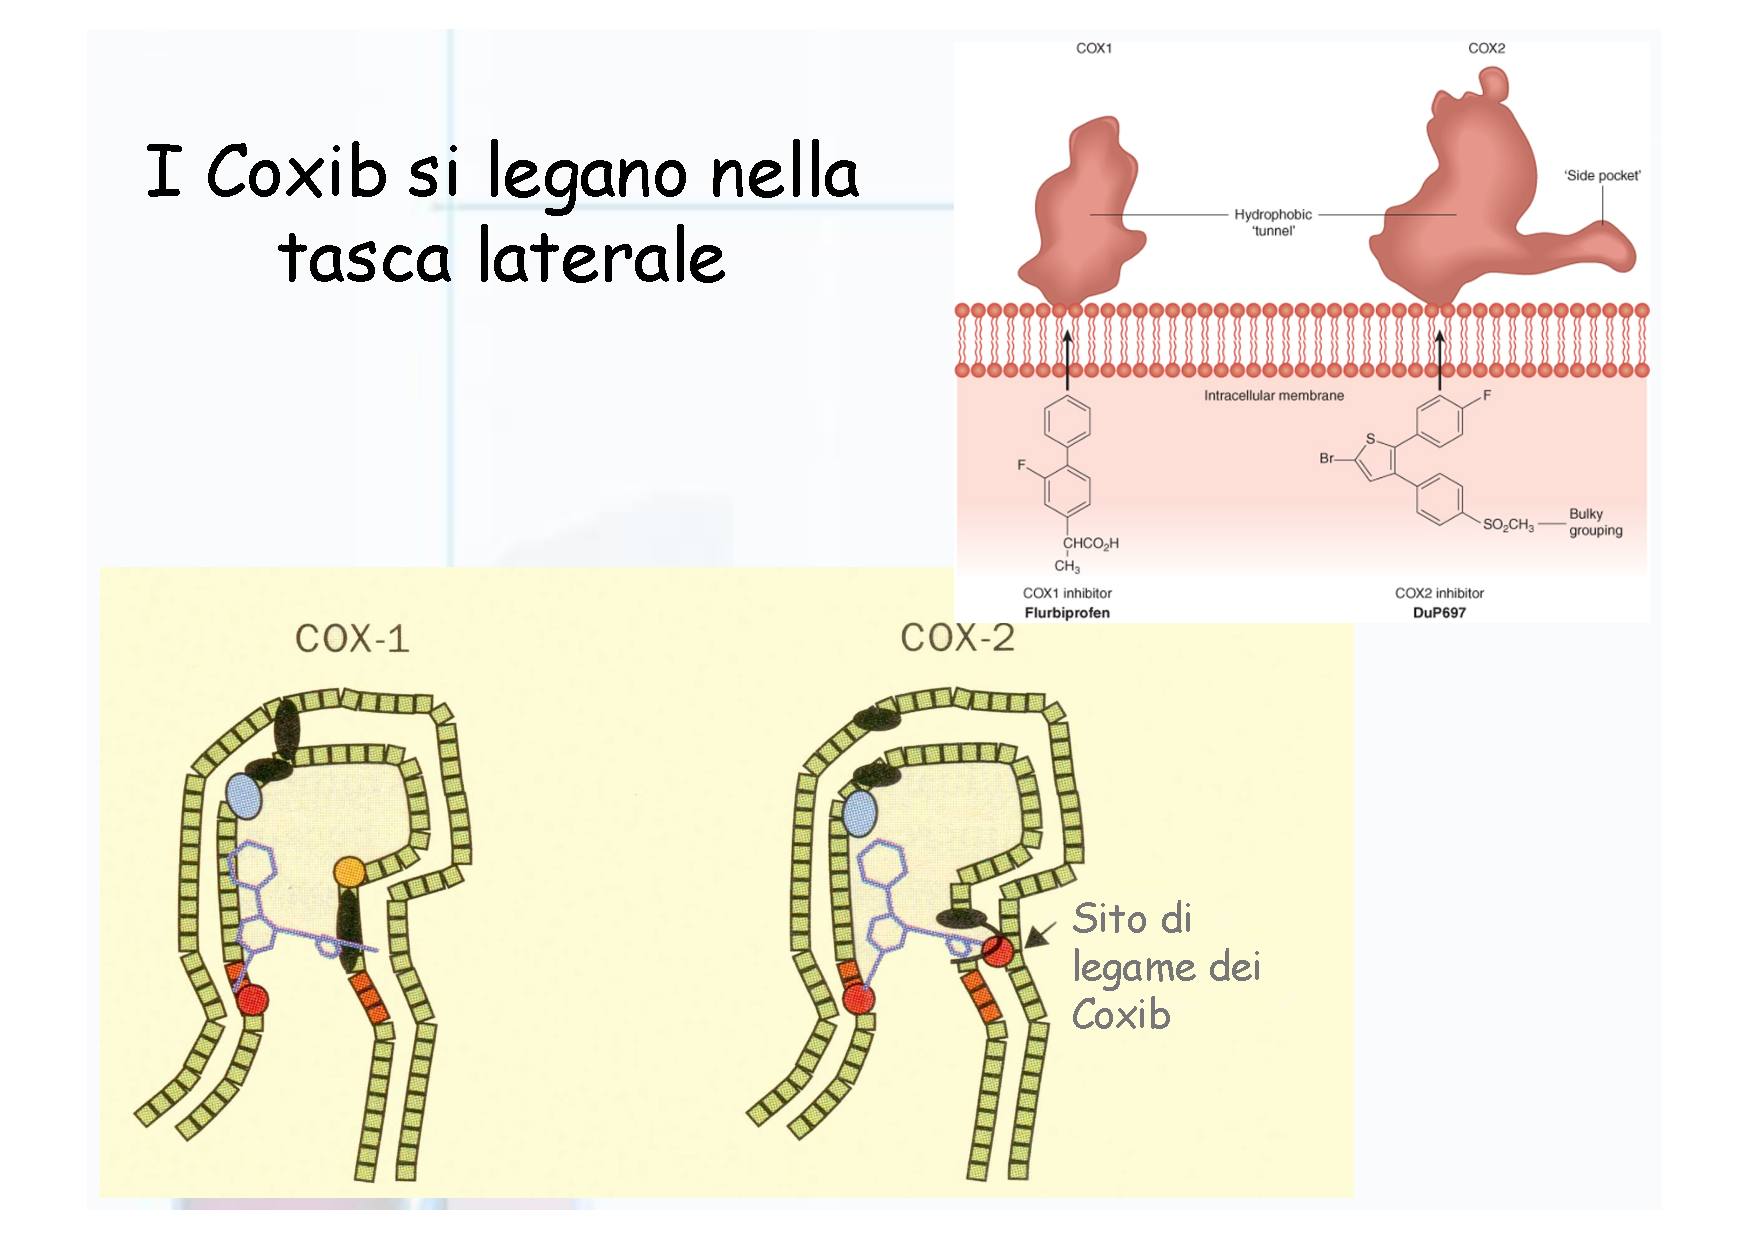 I Coxib si legano nella
tasca laterale
COX1
COX2
'Side pocket'
Hydrophobic
'tunnel'
Intracellular membrane
F
CHCO2H
CH3
COX1 inhibitor
Flurbiprofen
F
S
Br
SO2CH3
Bulky
grouping
COX2 inhibitor
DuP697
COX-1
COX-2
Sito di
legame dei
Coxib